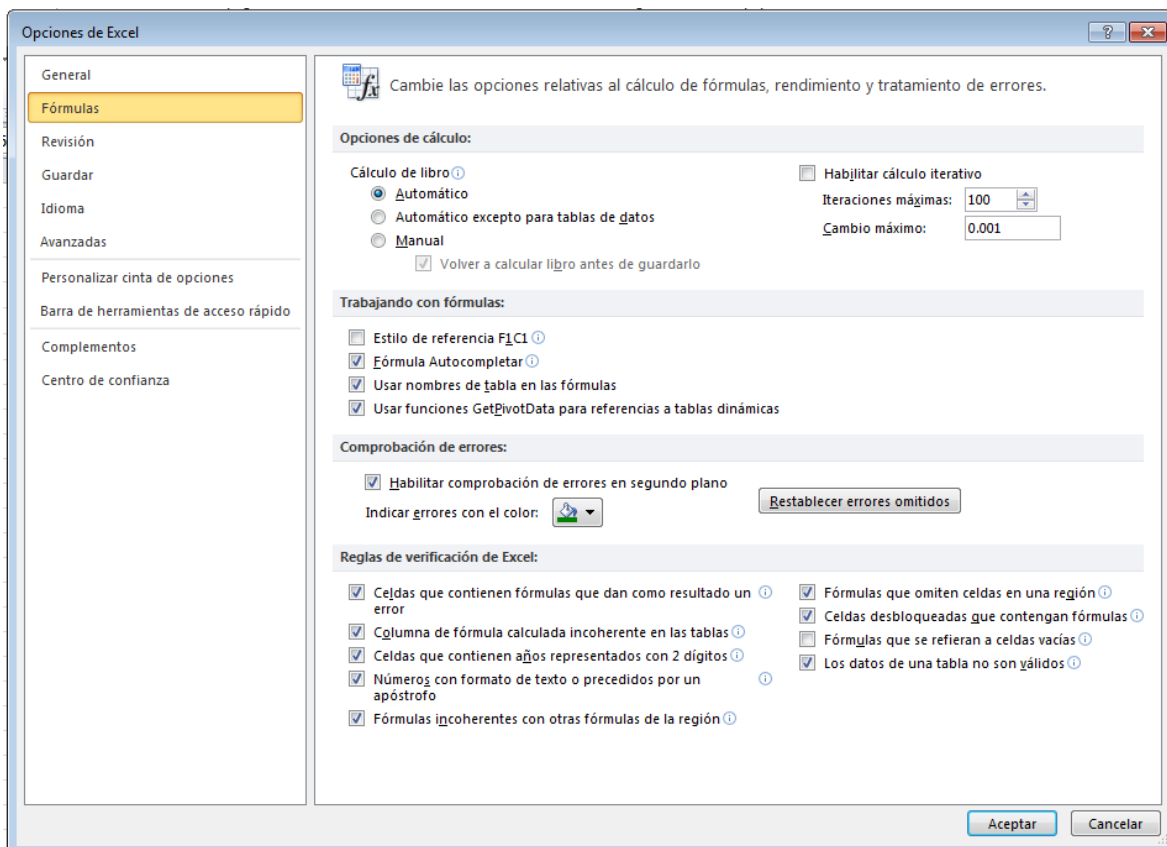 Opciones de Excel
General
Fórmulas
Revisión
Guardar
Idioma
Avanzadas
Personalizar cinta de opciones
Barra de herramientas de acceso rápido
Complementos
Centro de confianza
Cambie las opciones relativas al cálculo de fórmulas, rendimiento y tratamiento de errores.
Opciones de cálculo:
Cálculo de libro
Automático
Automático excepto para tablas de datos
Manual
Volver a calcular libro antes de guardarlo
Habilitar cálculo iterativo
Iteraciones máximas: 100
Cambio máximo: 0.001
Trabajando con fórmulas:
Estilo de referencia F1C1
Fórmula Autocompletar
Usar nombres de tabla en las fórmulas
Usar funciones GetPivotData para referencias a tablas dinámicas
Comprobación de errores:
Habilitar comprobación de errores en segundo plano
Indicar errores con el color:
Restablecer errores omitidos
Reglas de verificación de Excel:
Celdas que contienen fórmulas que dan como resultado un
error
Columna de fórmula calculada incoherente en las tablas
Celdas que contienen años representados con 2 dígitos
Números con formato de texto o precedidos por un
apóstrofo
Fórmulas incoherentes con otras fórmulas de la región
Fórmulas que omiten celdas en una región
Celdas desbloqueadas que contengan fórmulas
Fórmulas que se refieran a celdas vacías
Los datos de una tabla no son válidos
Aceptar
Cancelar